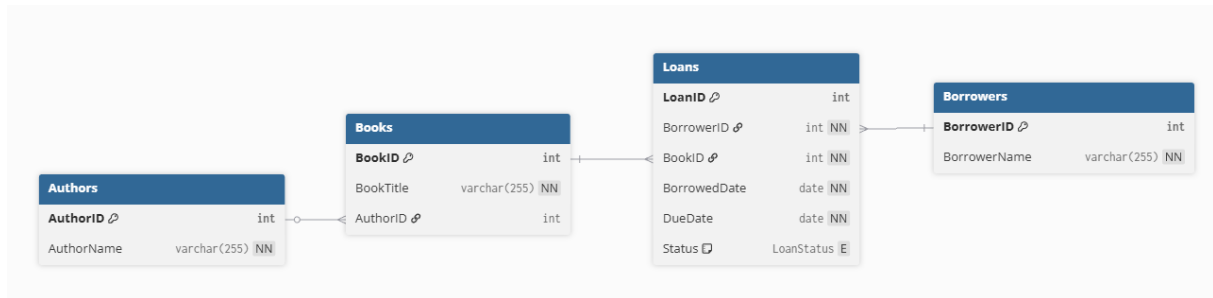 Authors
AuthorID int
AuthorName varchar(255) NN
Books
BookID int
BookTitle varchar(255) NN
AuthorID int
Loans
LoanID int
BorrowerID int NN
BookID int NN
BorrowedDate date NN
DueDate date NN
Status LoanStatus E
Borrowers
BorrowerID int
BorrowerName varchar(255) NN